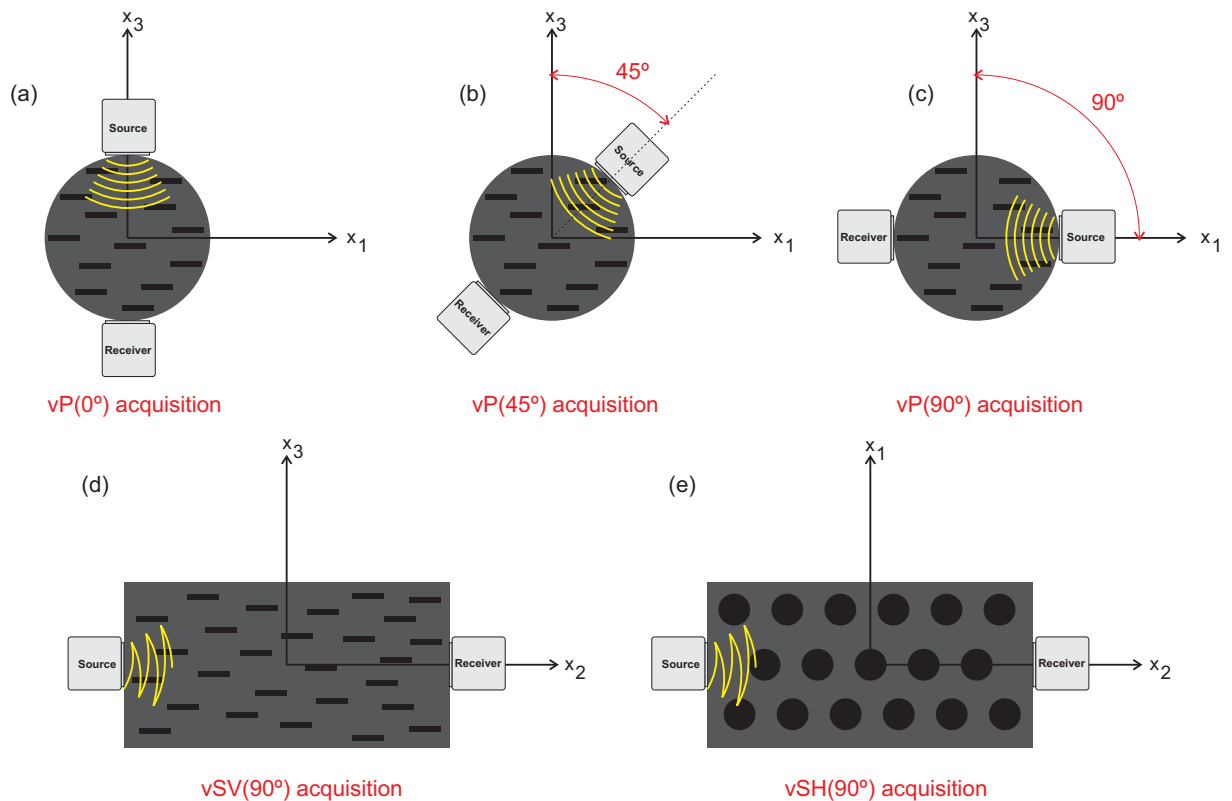 x3
x3
x3
(a)
(b)
(c)
45º
90º
Source
Source
Receiver
Source
x1
x1
x1
Receiver
Receiver
vP(0º) acquisition
vP(45º) acquisition
vP(90º) acquisition
x3
x1
(d)
(e)
Source
Receiver
x2
Source
Receiver
x2
vSV(90º) acquisition
vSH(90º) acquisition